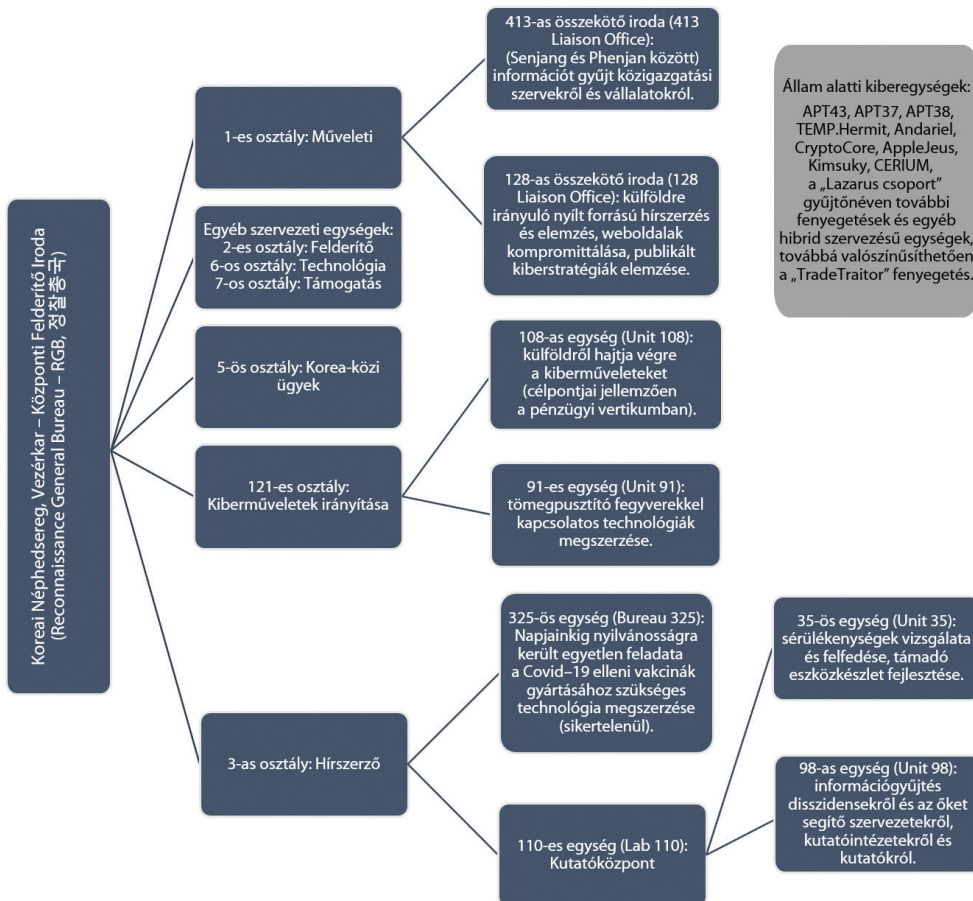 Koreai Néphedsereg, Vezérkar – Központi Felderítő Iroda
(Reconnaissance General Bureau – RGB, 정찰총국)
1-es osztály: Műveleti
413-as összekötő iroda (413
Liaison Office):
(Senjang és Phenjan között)
információt gyűjt közigazgatási
szervekről és vállalatokról.
128-as összekötő iroda (128
Liaison Office): külföldre
irányuló nyílt forrású hírszerzés
és elemzés, weboldalak
kompromittálása, publikált
kiberstratégiák elemzése.
Egyéb szervezeti egységek:
2-es osztály: Felderítő
6-os osztály: Technológia
7-os osztály: Támogatás
5-ös osztály: Korea-közi
ügyek
121-es osztály:
Kiberműveletek irányítása
108-as egység (Unit 108):
külföldről hajtja végre
a kiberműveleteket
(célpontjai jellemzően
a pénzügyi vertikumban).
91-es egység (Unit 91):
tömegpusztító fegyverekkel
kapcsolatos technológiák
megszerzése.
3-as osztály: Hírszerző
325-ös egység (Bureau 325):
Napjainkig nyilvánosságra
került egyetlen feladata
a Covid–19 elleni vakcinák
gyártásához szükséges
technológia megszerzése
(sikertelenül).
110-es egység (Lab 110):
Kutatóközpont
35-ös egység (Unit 35):
sérülékenységek vizsgálata
és felfedése, támadó
eszközkészlet fejlesztése.
98-as egység (Unit 98):
információgyűjtés
disszidensekről és az őket
segítő szervezetekről,
kutatóintézetekről és
kutatókról.
Állam alatti kiberegységek:
APT43, APT37, APT38,
TEMP.Hermit, Andariel,
CryptoCore, AppleJeus,
Kimsuky, CERIUM,
a „Lazarus csoport”
gyűjtőnéven további
fenyegetések és egyéb
hibrid szervezésű egységek,
továbbá valószínűsíthetően
a „TradeTraitor” fenyegetés.